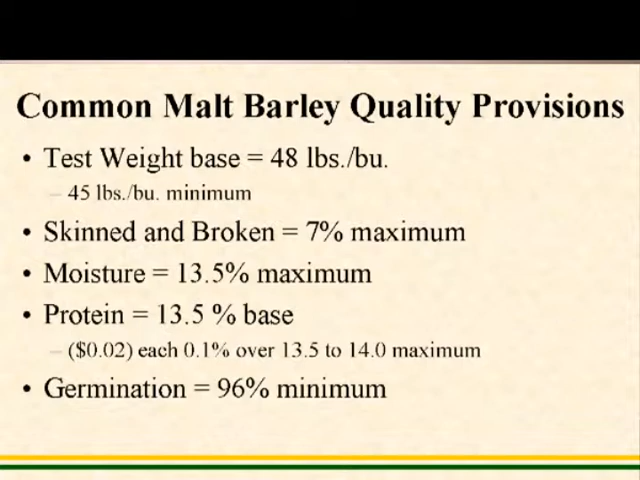 Common Malt Barley Quality Provisions
• Test Weight base = 48 lbs./bu.
– 45 lbs./bu. minimum
• Skinned and Broken = 7% maximum
• Moisture = 13.5% maximum
• Protein = 13.5 % base
– ($0.02) each 0.1% over 13.5 to 14.0 maximum
• Germination = 96% minimum